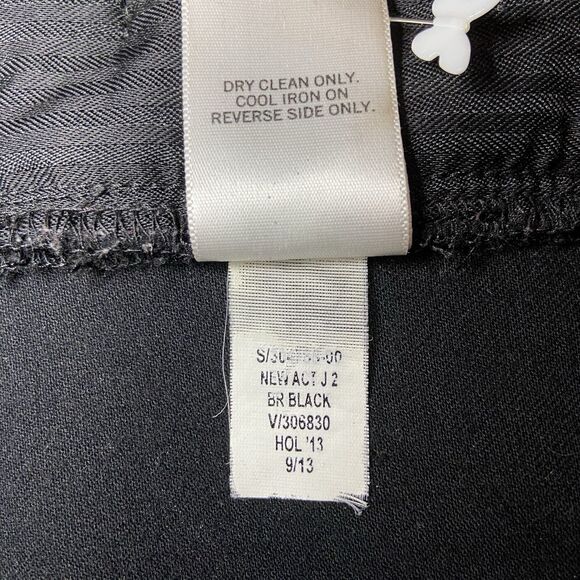 DRY CLEAN ONLY.
COOL IRON ON
REVERSE SIDE ONLY.
NEW ACT J 2
BR BLACK
V/306830
HOL '13
9/13